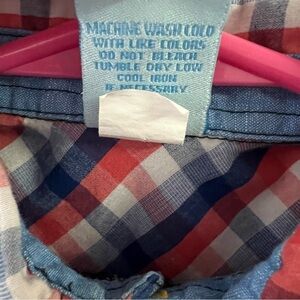 MACHINE WASH COLD
WITH LIKE COLORS
DO NOT BLEACH
TUMBLE DRY LOW
COOL IRON
IF NECESSARY